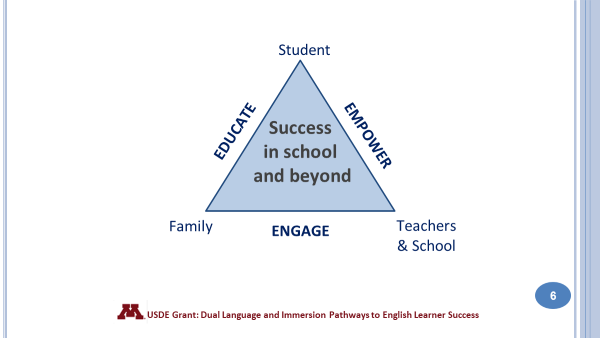 Student
EDUCATE
EMPOWER
Success
in school
and beyond
Family
ENGAGE
Teachers
& School
6
M
USDE Grant: Dual Language and Immersion Pathways to English Learner Success